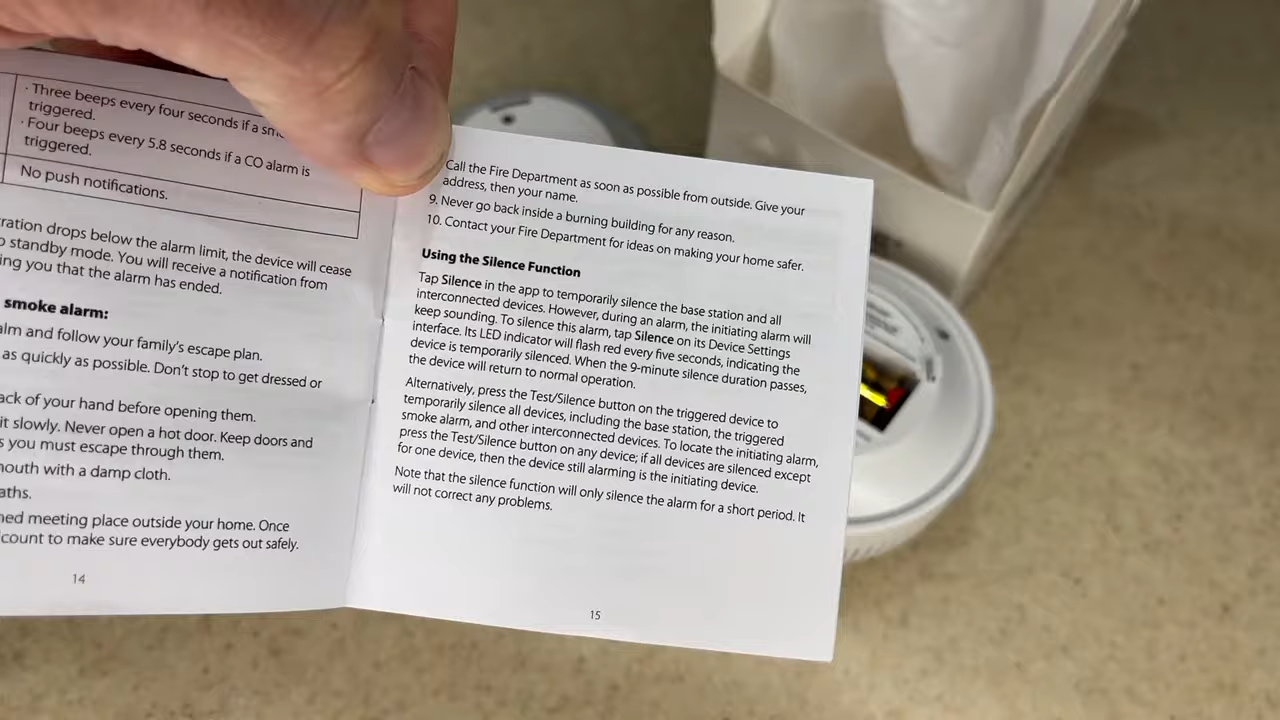 · Three beeps every four seconds if a
triggered.
· Four beeps every 5.8 seconds if a CO alarm is
triggered.
No push notifications.
drops below the alarm limit, the device will cease
standby mode. You will receive a notification from
you that the alarm has ended.
smoke alarm:
and follow your family's escape plan.
as quickly as possible. Don't stop to get dressed or
of your hand before opening them.
it slowly. Never open a hot door. Keep doors and
you must escape through them.
mouth with a damp cloth.
meeting place outside your home. Once
count to make sure everybody gets out safely.
14
Call the Fire Department as soon as possible from outside. Give your
address, then your name.
9. Never go back inside a burning building for any reason.
10. Contact your Fire Department for ideas on making your home safer.
Using the Silence Function
Tap Silence in the app to temporarily silence the base station and all
interconnected devices. However, during an alarm, the initiating alarm will
keep sounding. To silence this alarm, tap Silence on its Device Settings
interface. Its LED indicator will flash red every five seconds, indicating the
device is temporarily silenced. When the 9-minute silence duration passes,
the device will return to normal operation.
Alternatively, press the Test/Silence button on the triggered device to
temporarily silence all devices, including the base station, the triggered
smoke alarm, and other interconnected devices. To locate the initiating alarm,
press the Test/Silence button on any device; if all devices are silenced except
for one device, then the device still alarming is the initiating device.
Note that the silence function will only silence the alarm for a short period. It
will not correct any problems.
15